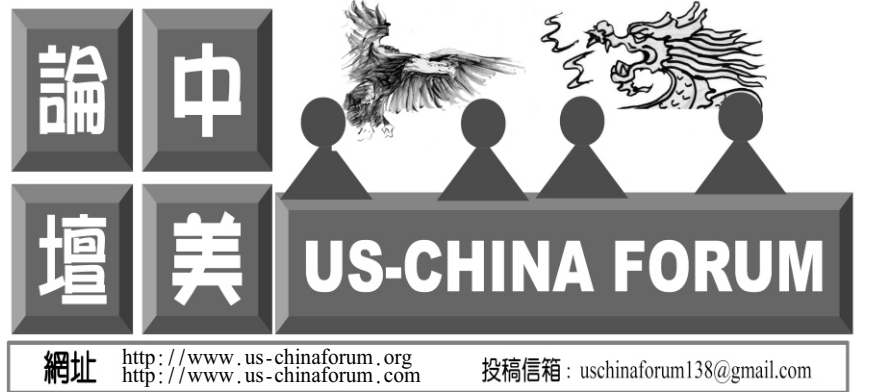 中美
論壇
US-CHINA FORUM
網址 http://www.us-chinaforum.org
http://www.us-chinaforum.com
投稿信箱：uschinaforum138@gmail.com